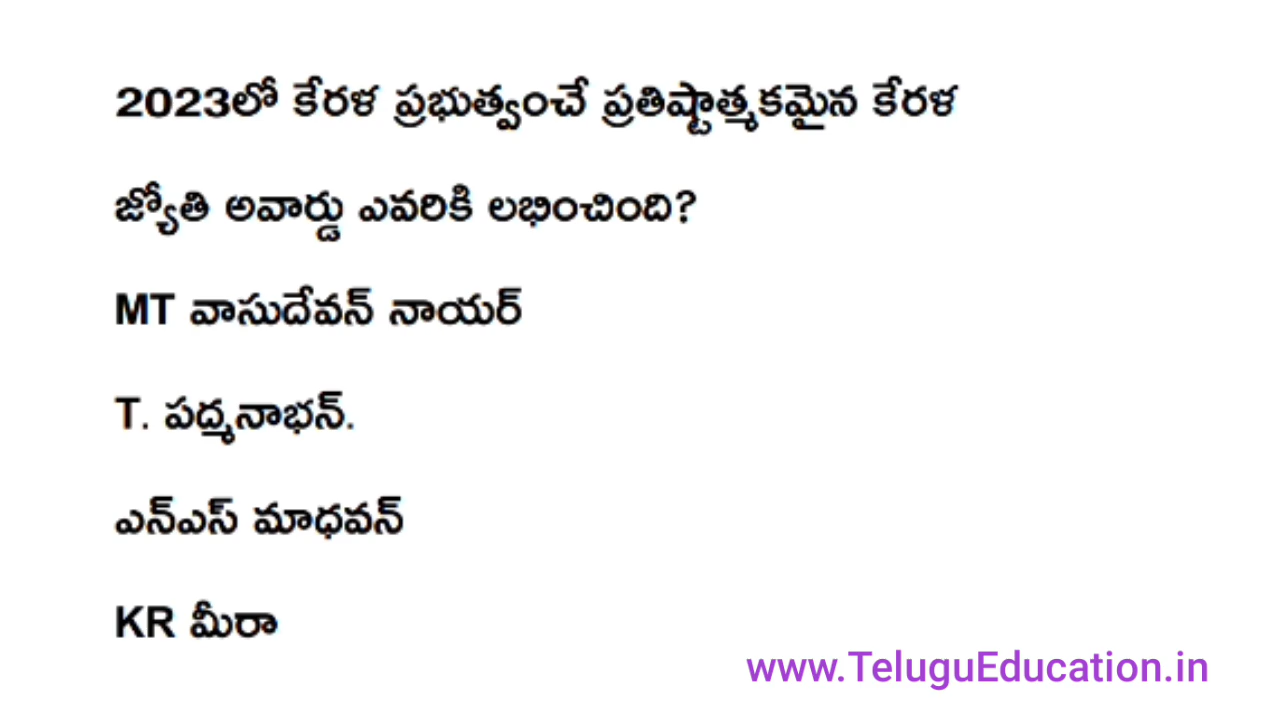 2023లో కేరళ ప్రభుత్వంచే ప్రతిష్టాత్మకమైన కేరళ
జ్యోతి అవార్డు ఎవరికి లభించింది?
MT వాసుదేవన్ నాయర్
T. పద్మనాభన్.
ఎన్ఎస్ మాధవన్
KR మీరా
www.TeluguEducation.in